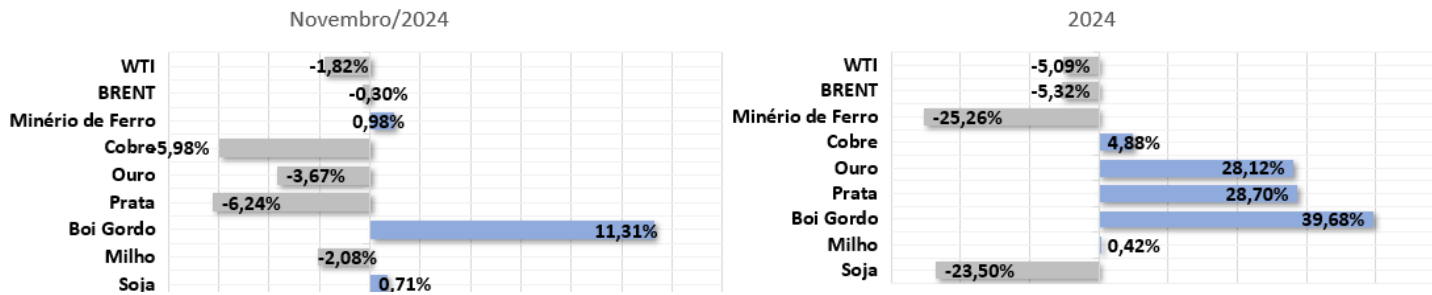 Novembro/2024
WTI -1,82%
BRENT -0,30%
Minério de Ferro 0,98%
Cobre -5,98%
Ouro -3,67%
Prata -6,24%
Boi Gordo 11,31%
Milho -2,08%
Soja 0,71%
2024
WTI -5,09%
BRENT -5,32%
Minério de Ferro -25,26%
Cobre 4,88%
Ouro 28,12%
Prata 28,70%
Boi Gordo 39,68%
Milho 0,42%
Soja -23,50%